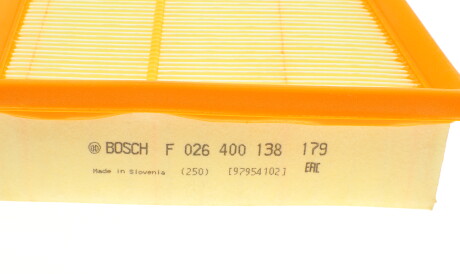 BOSCH F 026 400 138 179
Made in Slovenia (250) [97954102] EAC